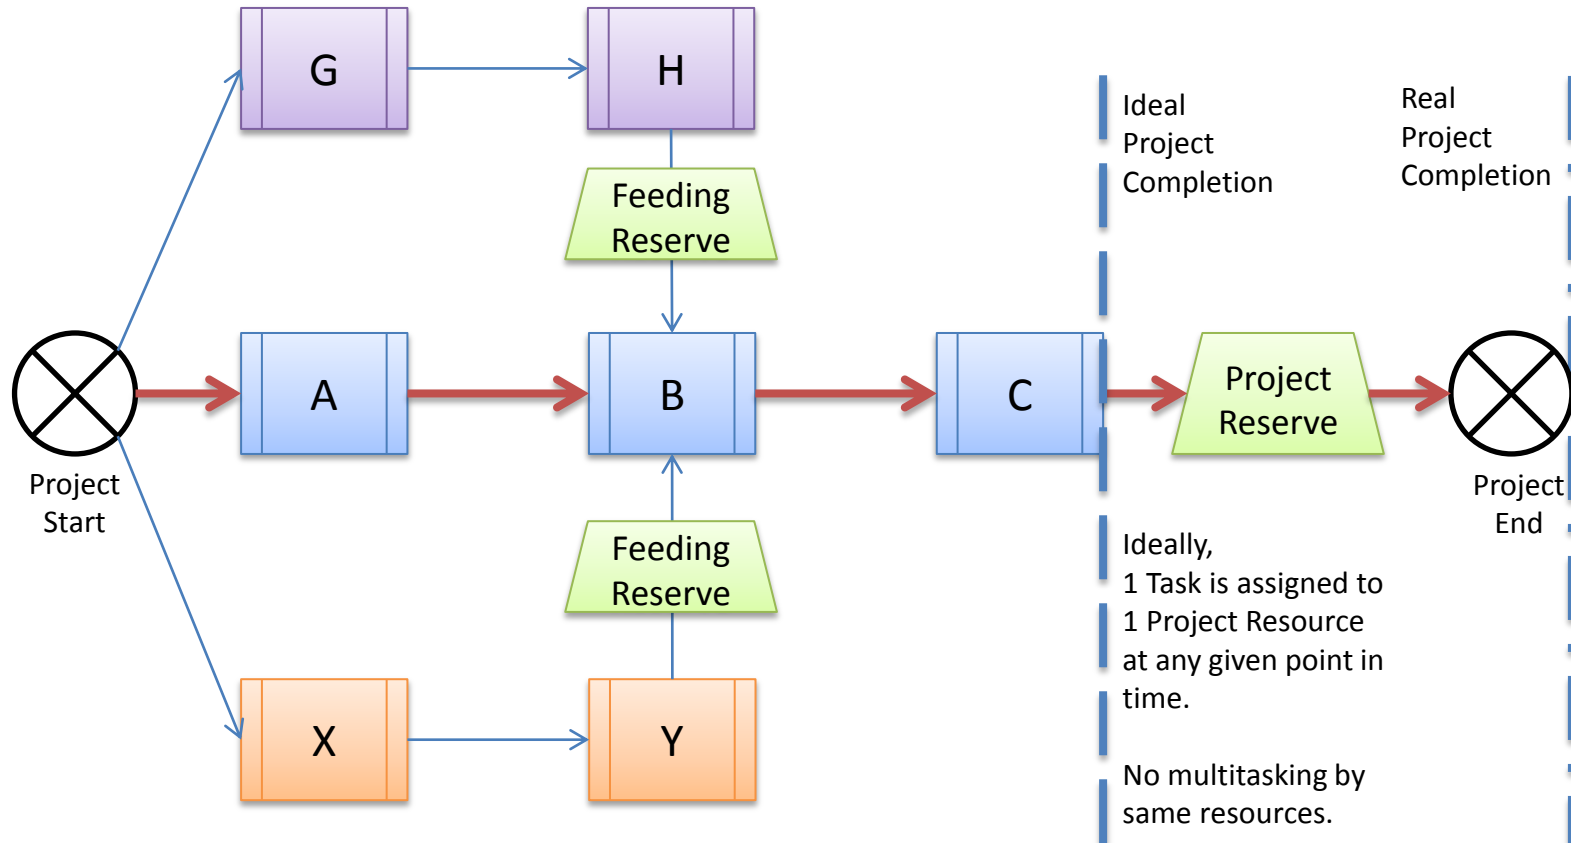 G
H
Ideal
Project
Completion
Real
Project
Completion
Feeding
Reserve
A
B
C
Project
Reserve
Project
Start
Project
End
Feeding
Reserve
Ideally,
1 Task is assigned to
1 Project Resource
at any given point in
time.
X
Y
No multitasking by
same resources.